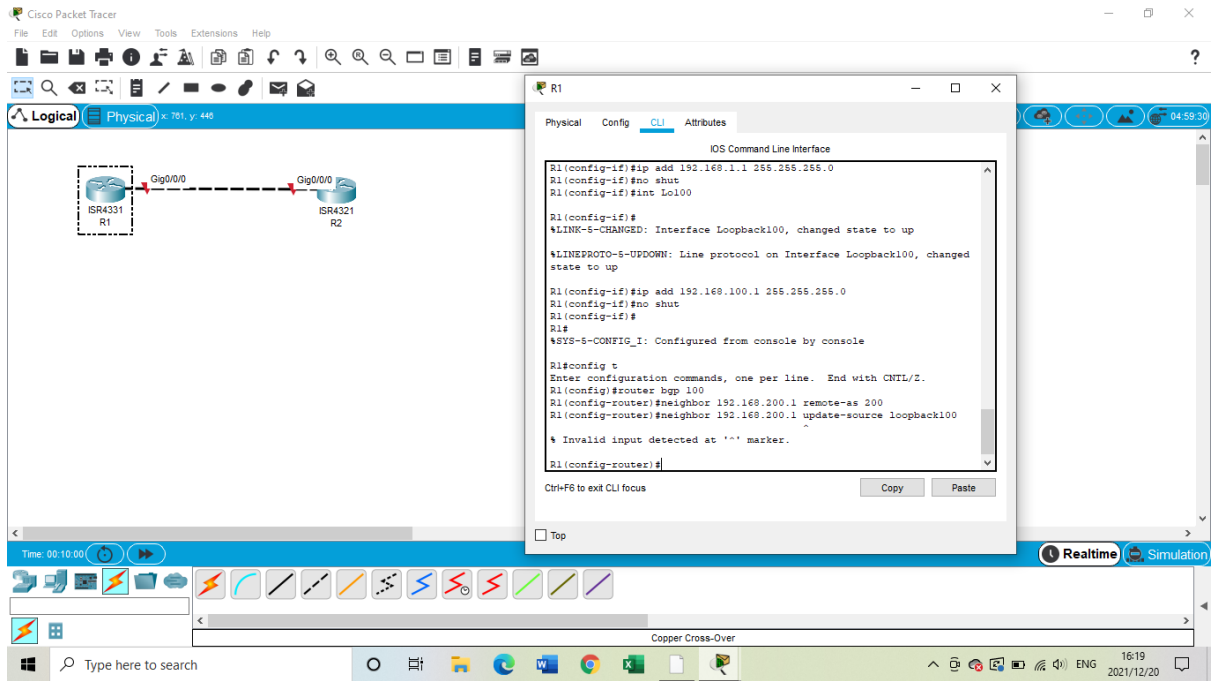 Cisco Packet Tracer
File Edit Options View Tools Extensions Help
?
Logical Physical x: 781, y: 446
04:59:30
Gig0/0/0
Gig0/0/0
ISR4331
R1
ISR4321
R2
R1
Physical Config CLI Attributes
IOS Command Line Interface
R1(config-if)#ip add 192.168.1.1 255.255.255.0
R1(config-if)#no shut
R1(config-if)#int Lo100
R1(config-if)#
%LINK-5-CHANGED: Interface Loopback100, changed state to up
%LINEPROTO-5-UPDOWN: Line protocol on Interface Loopback100, changed
state to up
R1(config-if)#ip add 192.168.100.1 255.255.255.0
R1(config-if)#no shut
R1(config-if)#
R1#
%SYS-5-CONFIG_I: Configured from console by console
R1#config t
Enter configuration commands, one per line. End with CNTL/Z.
R1(config)#router bgp 100
R1(config-router)#neighbor 192.168.200.1 remote-as 200
R1(config-router)#neighbor 192.168.200.1 update-source loopback100
^
% Invalid input detected at '^' marker.
R1(config-router)#
Ctrl+F6 to exit CLI focus
Copy Paste
Top
Time: 00:10:00
Realtime Simulation
Copper Cross-Over
Type here to search
ENG
16:19
2021/12/20